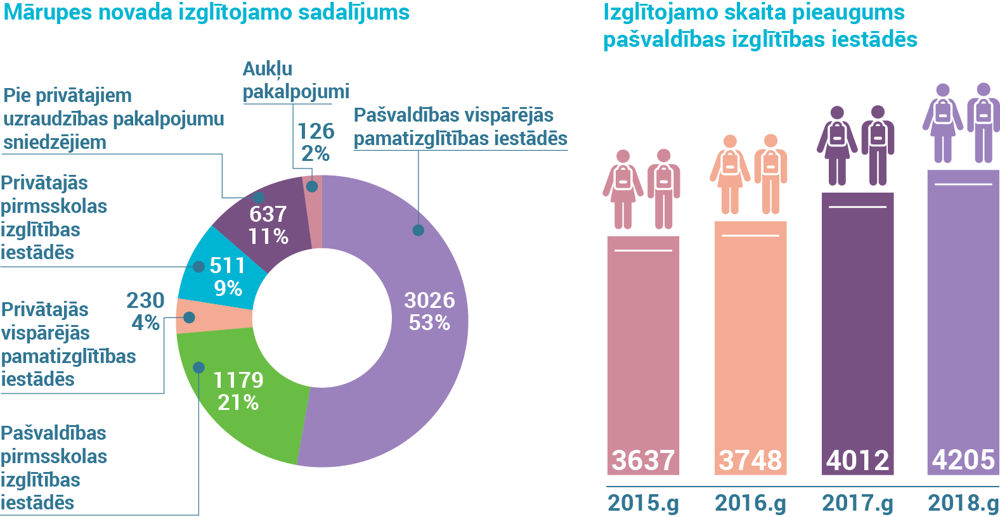 Mārupes novada izglītojamo sadalījums
Aukļu
pakalpojumi
126
2%
Pie privātajiem
uzraudzības pakalpojumu
sniedzējiem
637
11%
Pašvaldības vispārējās
pamatizglītības iestādēs
3026
53%
Privātajās
pirmsskolas
izglītības
iestādēs
511
9%
Privātajās
vispārējās
pamatizglītības
iestādēs
230
4%
Pašvaldības
pirmsskolas
izglītības
iestādēs
1179
21%
Izglītojamo skaita pieaugums
pašvaldības izglītības iestādēs
3637
3748
4012
4205
2015.g
2016.g
2017.g
2018.g